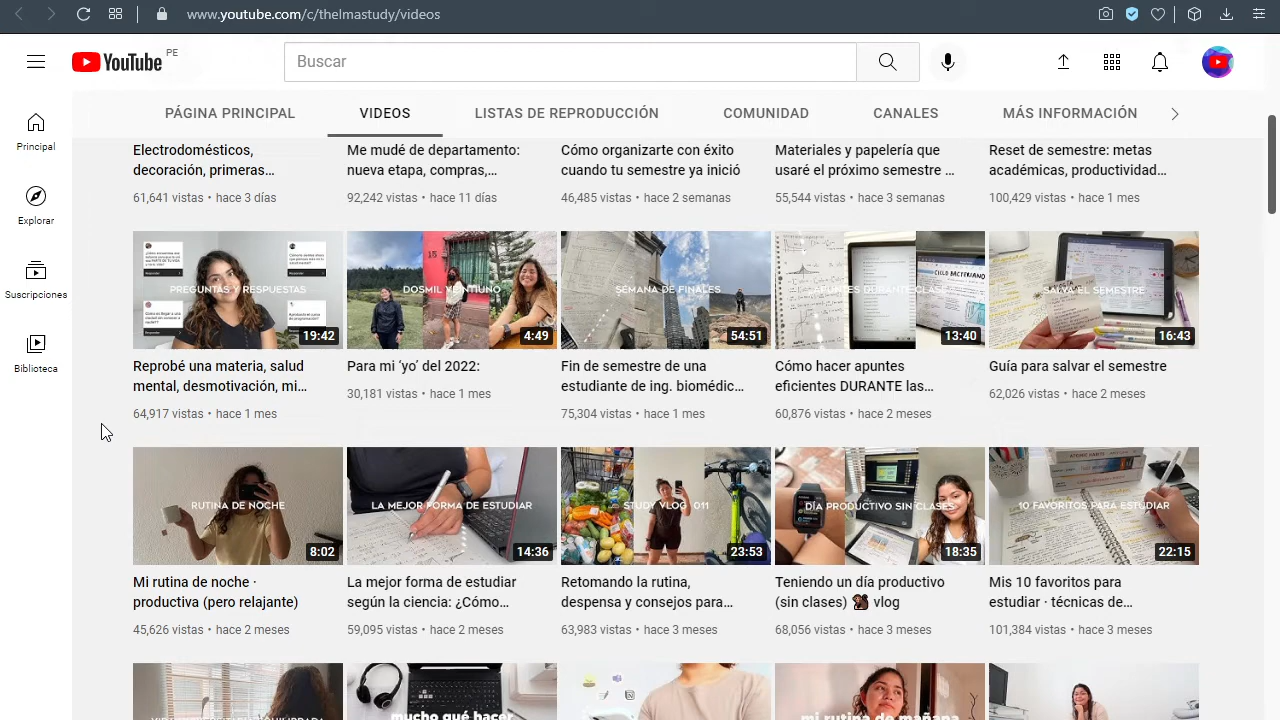 www.youtube.com/c/thelmastudy/videos
YouTube PE
Buscar
PÁGINA PRINCIPAL
VIDEOS
LISTAS DE REPRODUCCIÓN
COMUNIDAD
CANALES
MÁS INFORMACIÓN
Principal
Explorar
Suscripciones
Biblioteca
Electrodomésticos,
decoración, primeras…
61,641 vistas • hace 3 días
Me mudé de departamento:
nueva etapa, compras,…
92,242 vistas • hace 11 días
Cómo organizarte con éxito
cuando tu semestre ya inició
46,485 vistas • hace 2 semanas
Materiales y papelería que
usaré el próximo semestre …
55,544 vistas • hace 3 semanas
Reset de semestre: metas
académicas, productividad…
100,429 vistas • hace 1 mes
PREGUNTAS Y RESPUESTAS
19:42
Reprobé una materia, salud
mental, desmotivación, mi…
64,917 vistas • hace 1 mes
15
DOSMIL VEINTIUNO
4:49
Para mi ‘yo’ del 2022:
30,181 vistas • hace 1 mes
SEMANA DE FINALES
54:51
Fin de semestre de una
estudiante de ing. biomédic…
75,304 vistas • hace 1 mes
APUNTES DURANTE CLASE
13:40
Cómo hacer apuntes
eficientes DURANTE las…
60,876 vistas • hace 2 meses
SALVA EL SEMESTRE
16:43
Guía para salvar el semestre
62,026 vistas • hace 2 meses
RUTINA DE NOCHE
8:02
Mi rutina de noche ·
productiva (pero relajante)
45,626 vistas • hace 2 meses
LA MEJOR FORMA DE ESTUDIAR
14:36
La mejor forma de estudiar
según la ciencia: ¿Cómo…
59,095 vistas • hace 2 meses
STUDY VLOG 011
23:53
Retomando la rutina,
despensa y consejos para…
63,983 vistas • hace 3 meses
DÍA PRODUCTIVO SIN CLASES
18:35
Teniendo un día productivo
(sin clases) 🐿️ vlog
68,056 vistas • hace 3 meses
ATOMIC HABITS
10 FAVORITOS PARA ESTUDIAR
22:15
Mis 10 favoritos para
estudiar · técnicas de…
101,384 vistas • hace 3 meses
mucho qué hacer
mi rutina de mañana